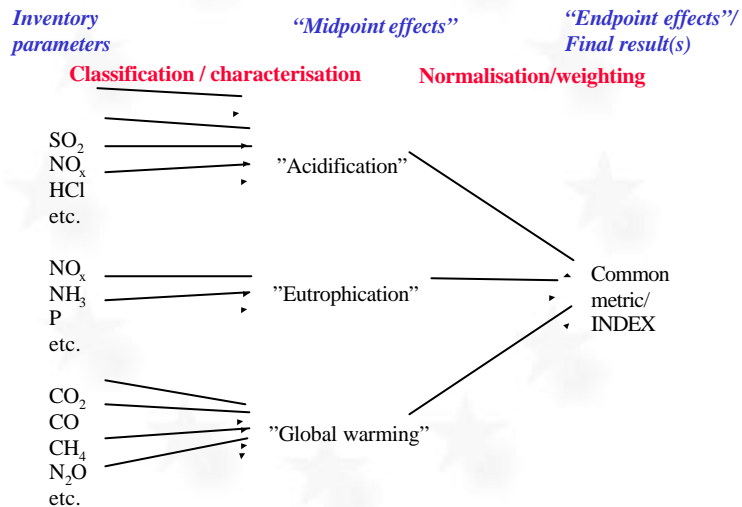 Inventory
parameters
“Midpoint effects”
“Endpoint effects”/
Final result(s)
Classification / characterisation
Normalisation/weighting
SO₂
NOₓ
HCl
etc.
”Acidification”
NOₓ
NH₃
P
etc.
”Eutrophication”
Common
metric/
INDEX
CO₂
CO
CH₄
N₂O
etc.
”Global warming”